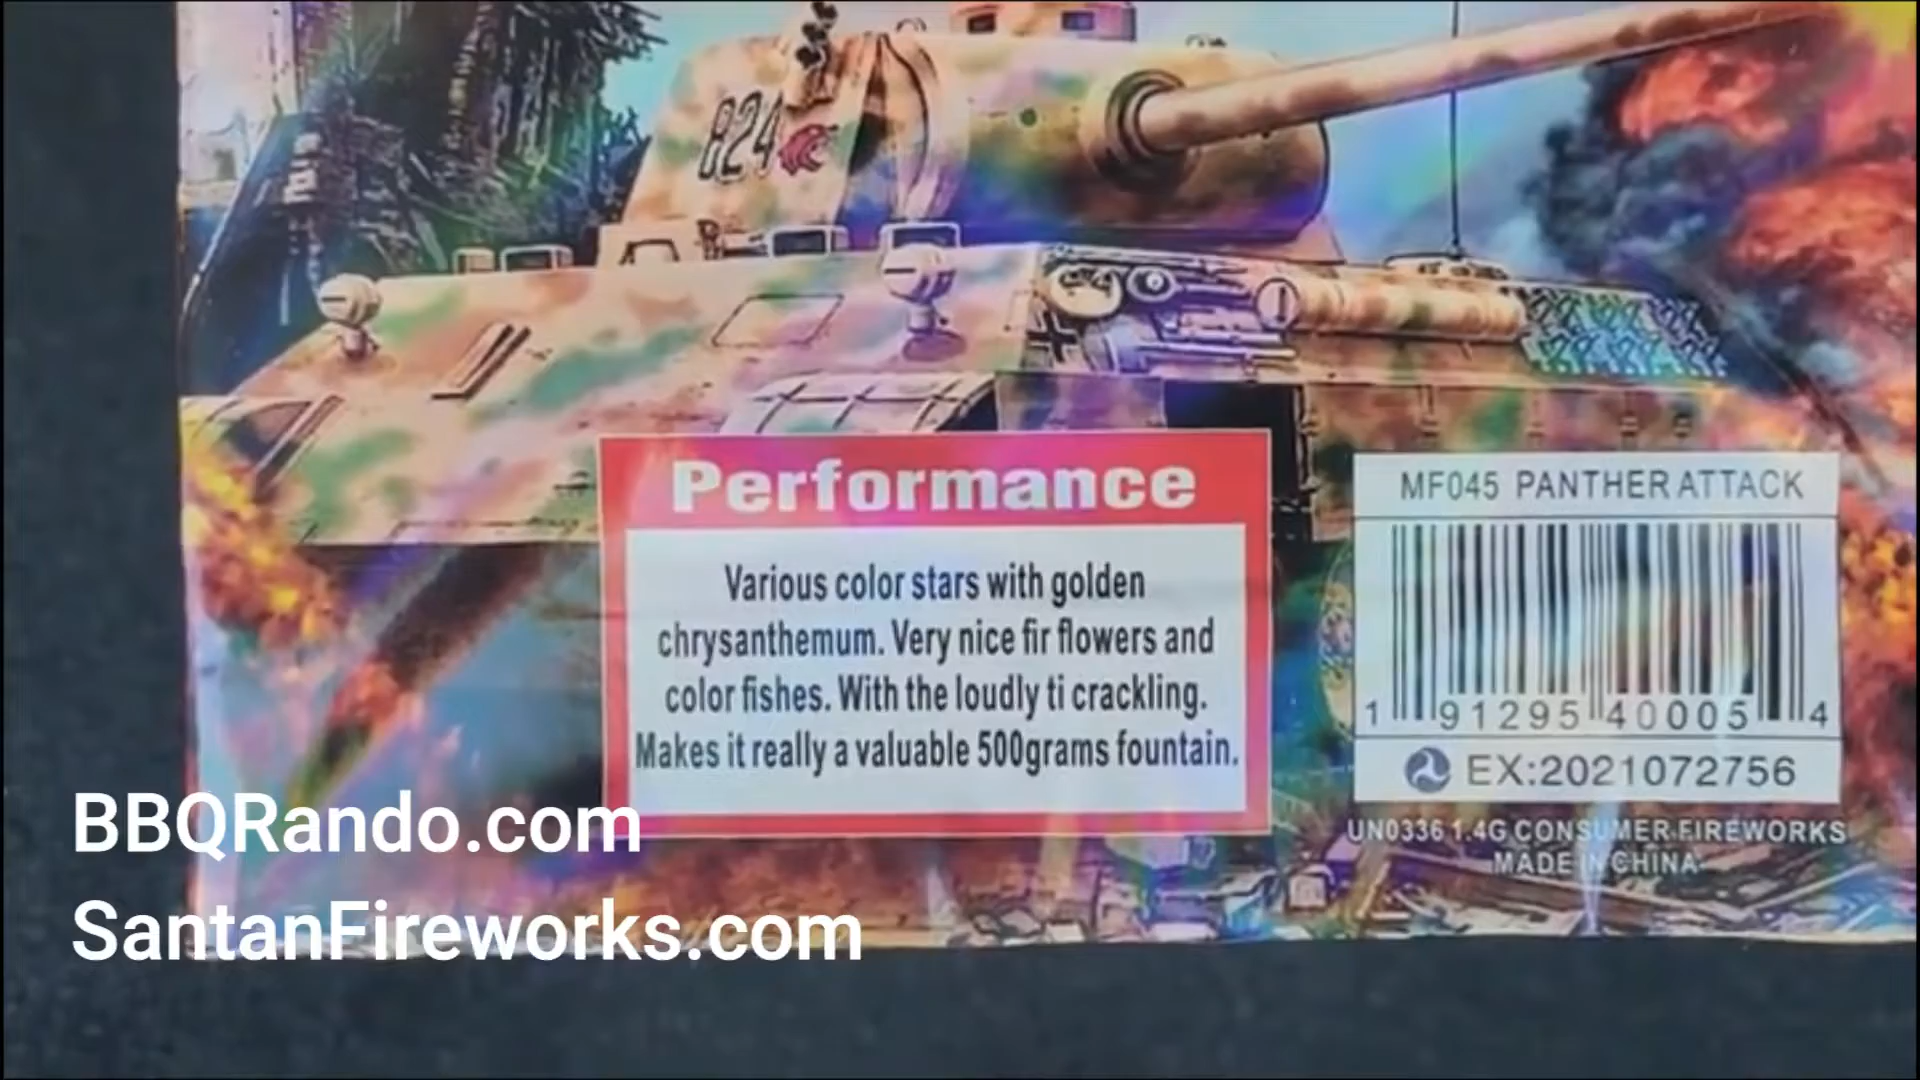 824
Performance
Various color stars with golden
chrysanthemum. Very nice fir flowers and
color fishes. With the loudly ti crackling.
Makes it really a valuable 500grams fountain.
MF045 PANTHER ATTACK
1 91295 40005 4
EX:2021072756
UN0336 1.4G CONSUMER FIREWORKS
MADE IN CHINA
BBQRando.com
SantanFireworks.com